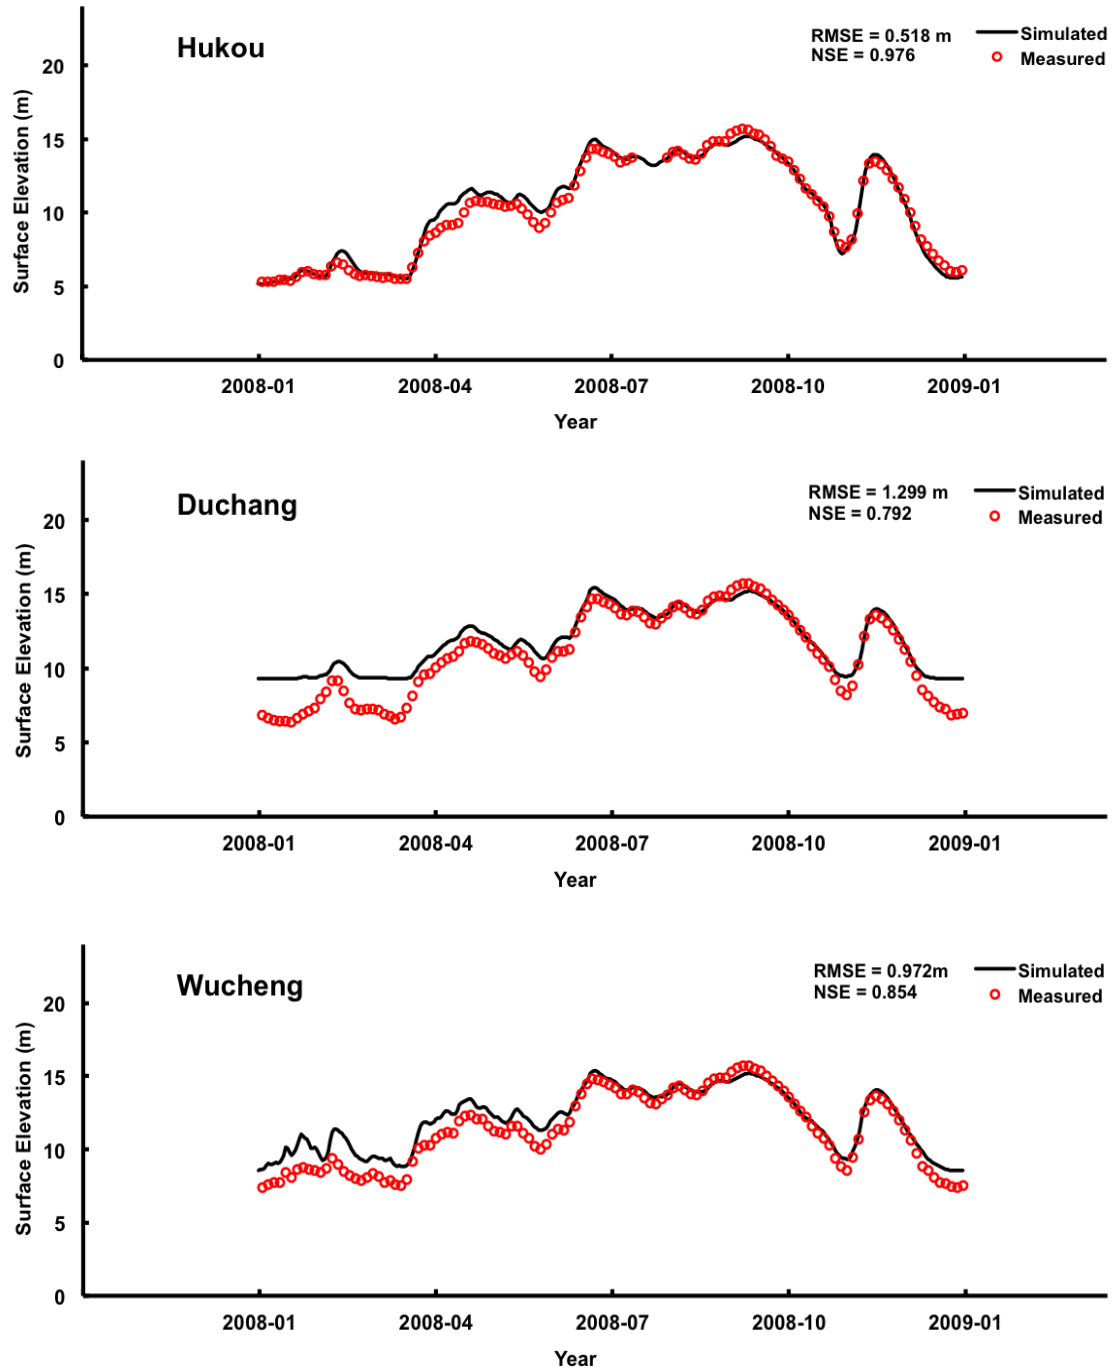 Hukou
RMSE = 0.518 m
NSE = 0.976
Simulated
Measured
Surface Elevation (m)
20
15
10
5
0
2008-01 2008-04 2008-07 2008-10 2009-01
Year
Duchang
RMSE = 1.299 m
NSE = 0.792
Simulated
Measured
Surface Elevation (m)
20
15
10
5
0
2008-01 2008-04 2008-07 2008-10 2009-01
Year
Wucheng
RMSE = 0.972m
NSE = 0.854
Simulated
Measured
Surface Elevation (m)
20
15
10
5
0
2008-01 2008-04 2008-07 2008-10 2009-01
Year